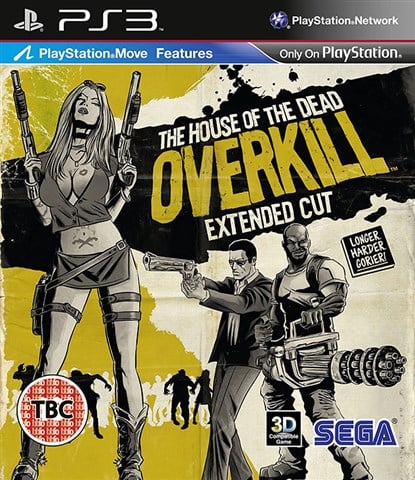 PS3
PlayStation®Network
PlayStation®Move Features
Only On PlayStation®
THE HOUSE OF THE DEAD
OVERKILL™
EXTENDED CUT
LONGER
HARDER
GORIER!
TBC
3D
Compatible
Game
SEGA®